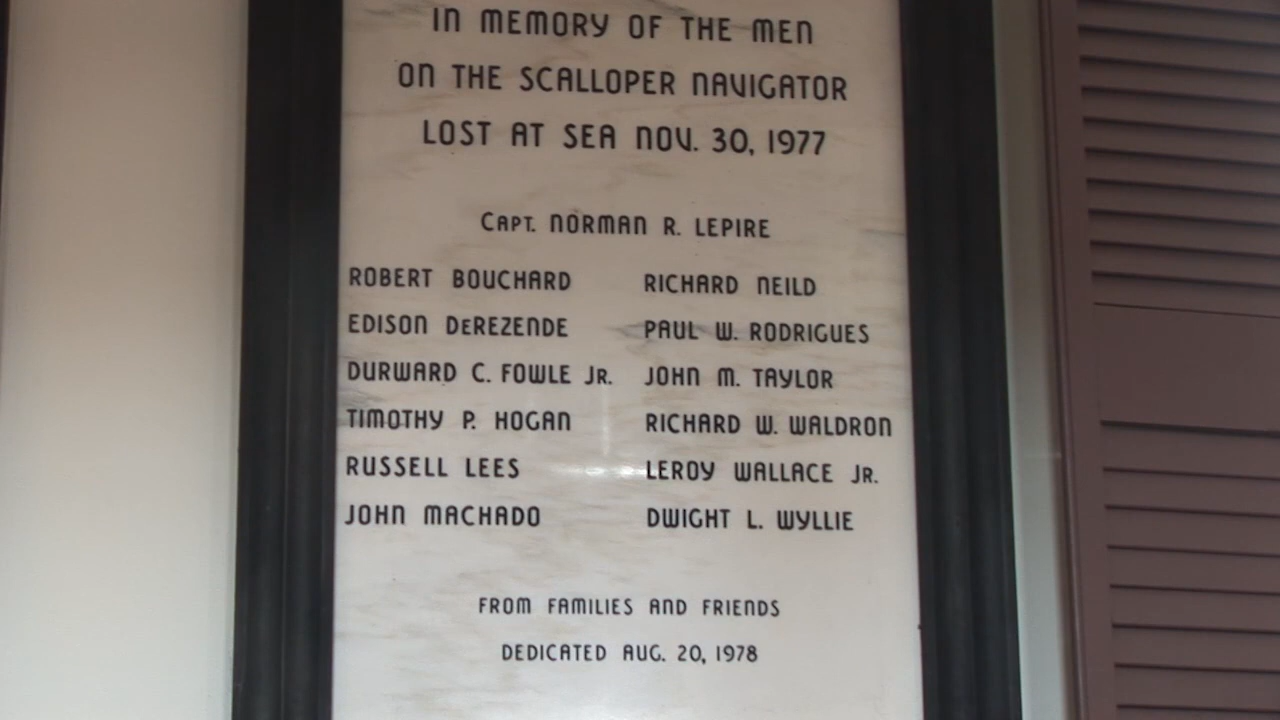 IN MEMORY OF THE MEN
ON THE SCALLOPER NAVIGATOR
LOST AT SEA NOV. 30, 1977
CAPT. NORMAN R. LEPIRE
ROBERT BOUCHARD RICHARD NEILD
EDISON DEREZENDE PAUL W. RODRIGUES
DURWARD C. FOWLE JR. JOHN M. TAYLOR
TIMOTHY P. HOGAN RICHARD W. WALDRON
RUSSELL LEES LEROY WALLACE JR.
JOHN MACHADO DWIGHT L. WYLLIE
FROM FAMILIES AND FRIENDS
DEDICATED AUG. 20, 1978